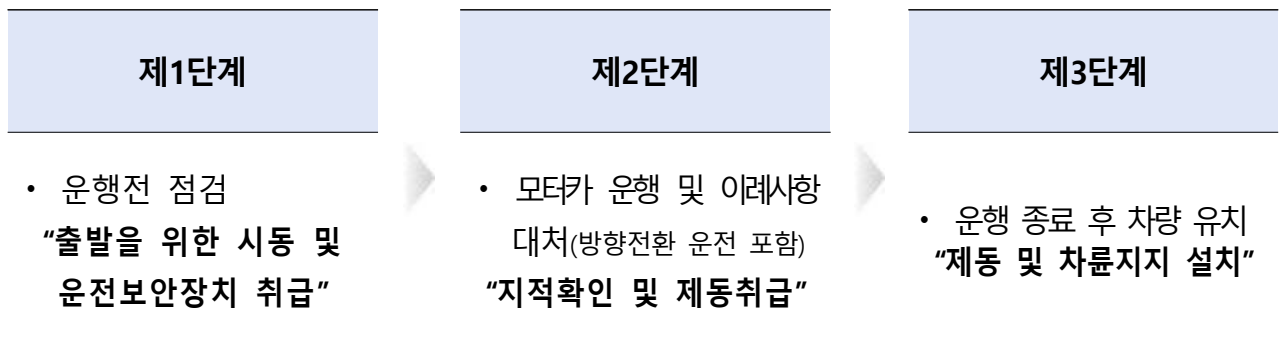 제1단계
• 운행전 점검
“출발을 위한 시동 및
운전보안장치 취급”
제2단계
• 모터카 운행 및 이례사항
대처(방향전환 운전 포함)
“지적확인 및 제동취급”
제3단계
• 운행 종료 후 차량 유치
“제동 및 차륜지지 설치”